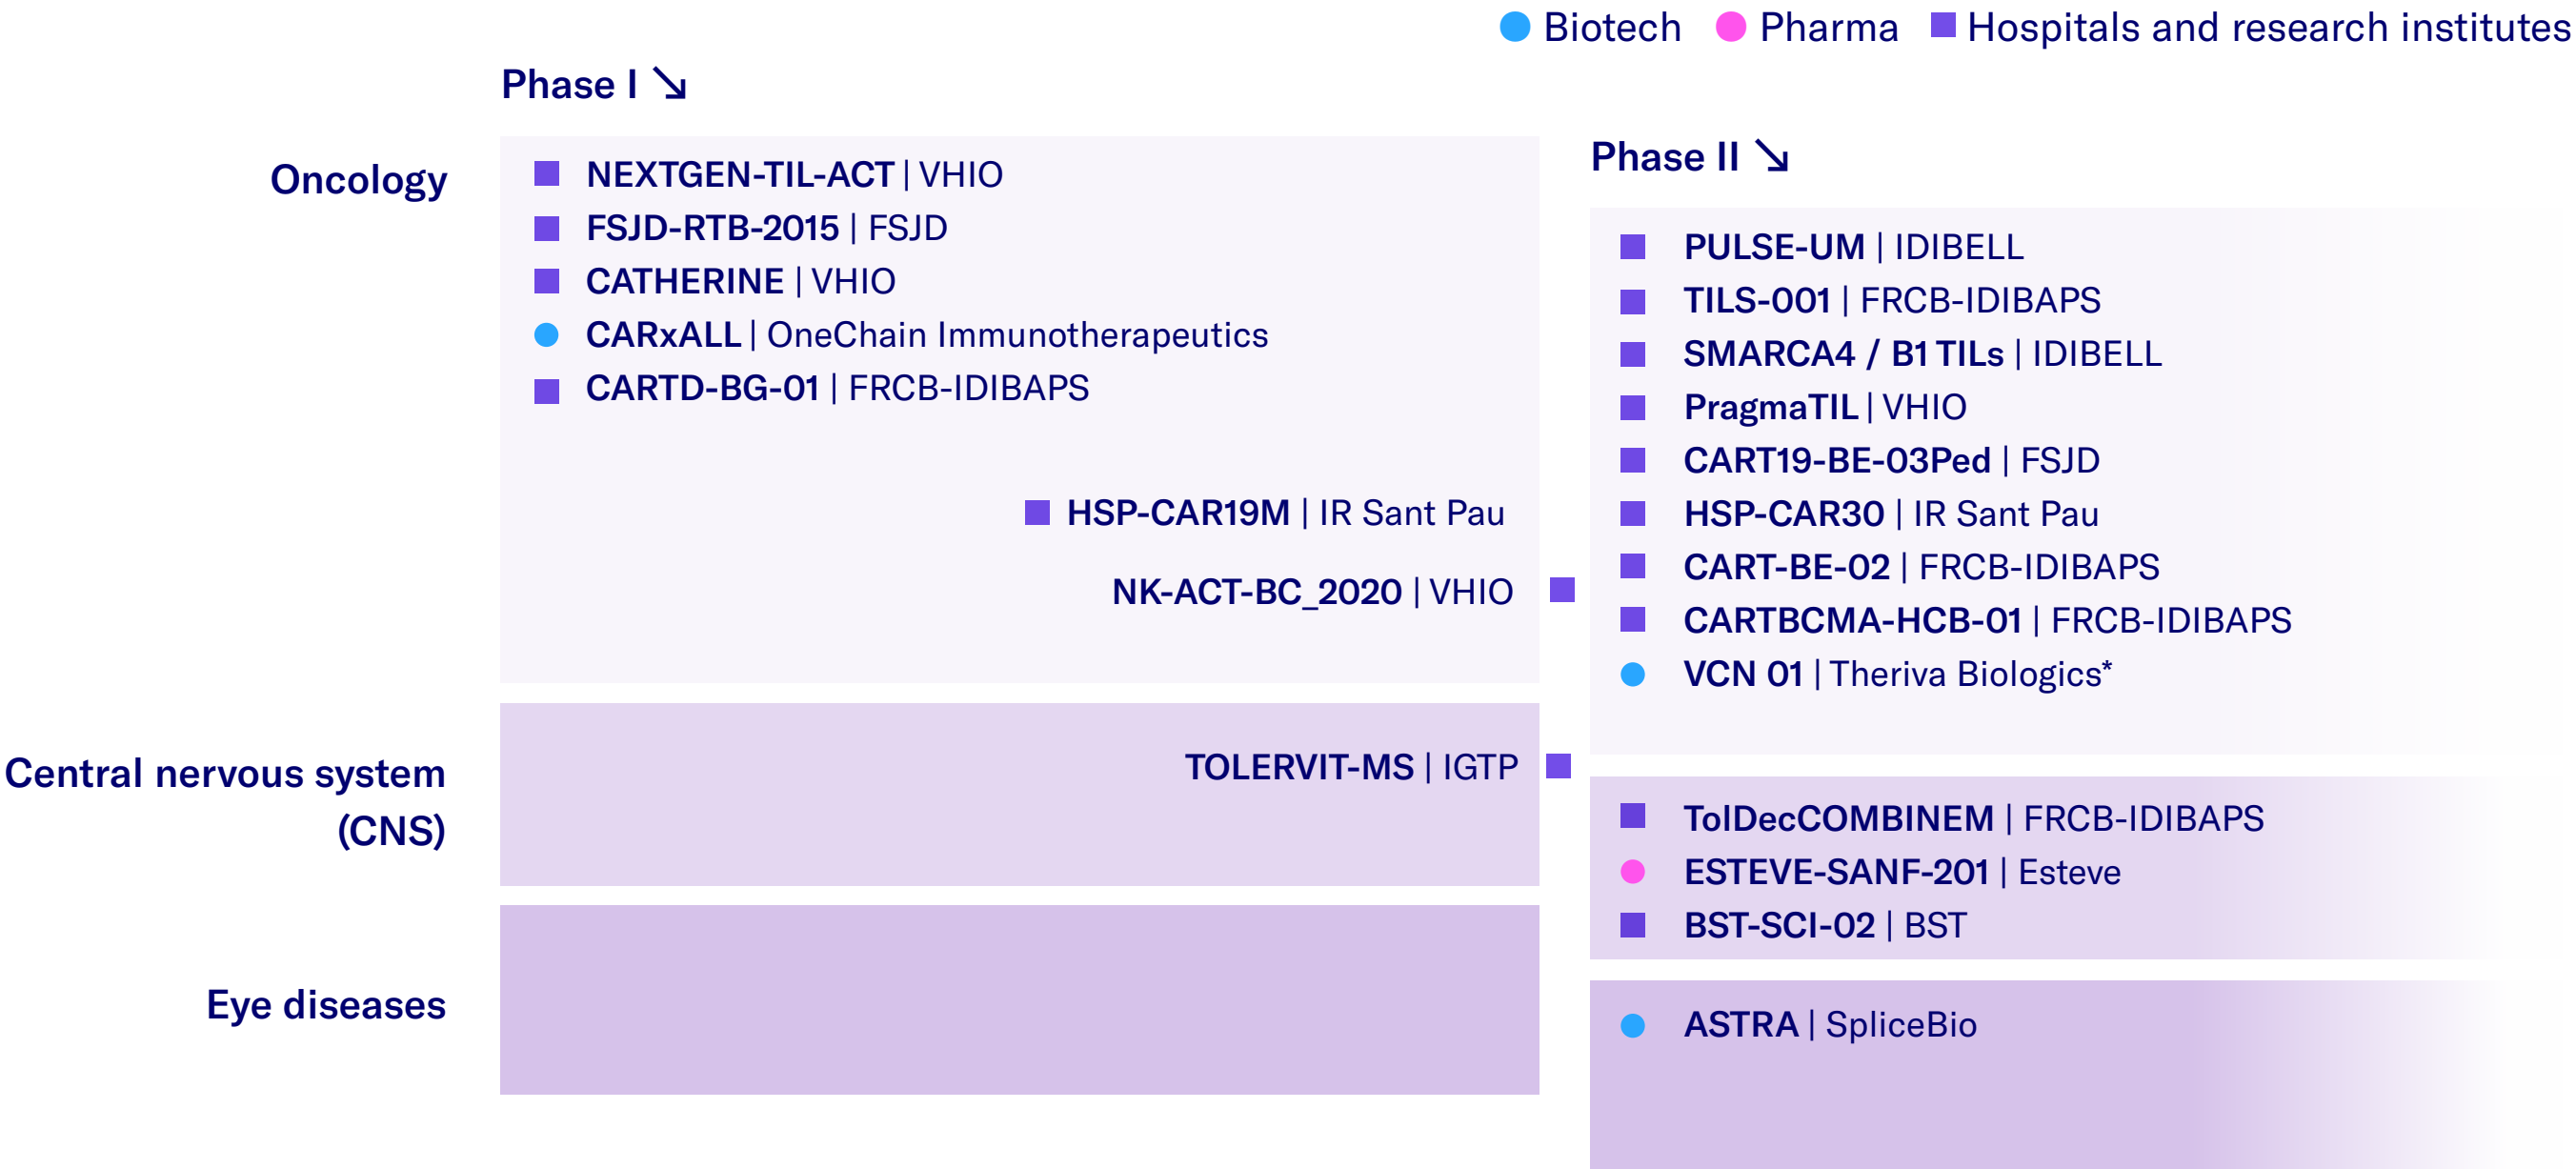 Biotech
Pharma
Hospitals and research institutes
Phase I ↘
Oncology
NEXTGEN-TIL-ACT | VHIO
FSJD-RTB-2015 | FSJD
CATHERINE | VHIO
CARxALL | OneChain Immunotherapeutics
CARTD-BG-01 | FRCB-IDIBAPS
HSP-CAR19M | IR Sant Pau
NK-ACT-BC_2020 | VHIO
Phase II ↘
PULSE-UM | IDIBELL
TILS-001 | FRCB-IDIBAPS
SMARCA4 / B1 TILs | IDIBELL
PragmaTIL | VHIO
CART19-BE-03Ped | FSJD
HSP-CAR30 | IR Sant Pau
CART-BE-02 | FRCB-IDIBAPS
CARTBCMA-HCB-01 | FRCB-IDIBAPS
VCN 01 | Theriva Biologics*
Central nervous system
(CNS)
TOLERVIT-MS | IGTP
TolDecCOMBINEM | FRCB-IDIBAPS
ESTEVE-SANF-201 | Esteve
BST-SCI-02 | BST
Eye diseases
ASTRA | SpliceBio